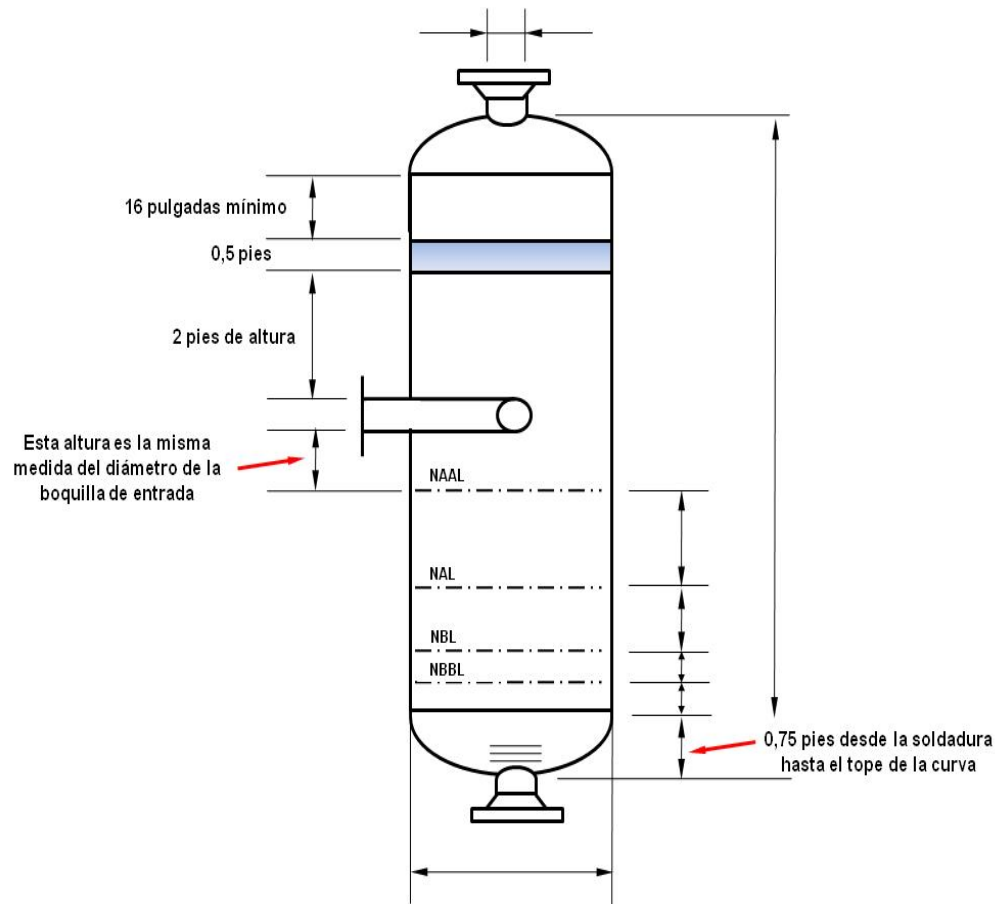 16 pulgadas mínimo
0,5 pies
2 pies de altura
Esta altura es la misma
medida del diámetro de la
boquilla de entrada
NAAL
NAL
NBL
NBBL
0,75 pies desde la soldadura
hasta el tope de la curva